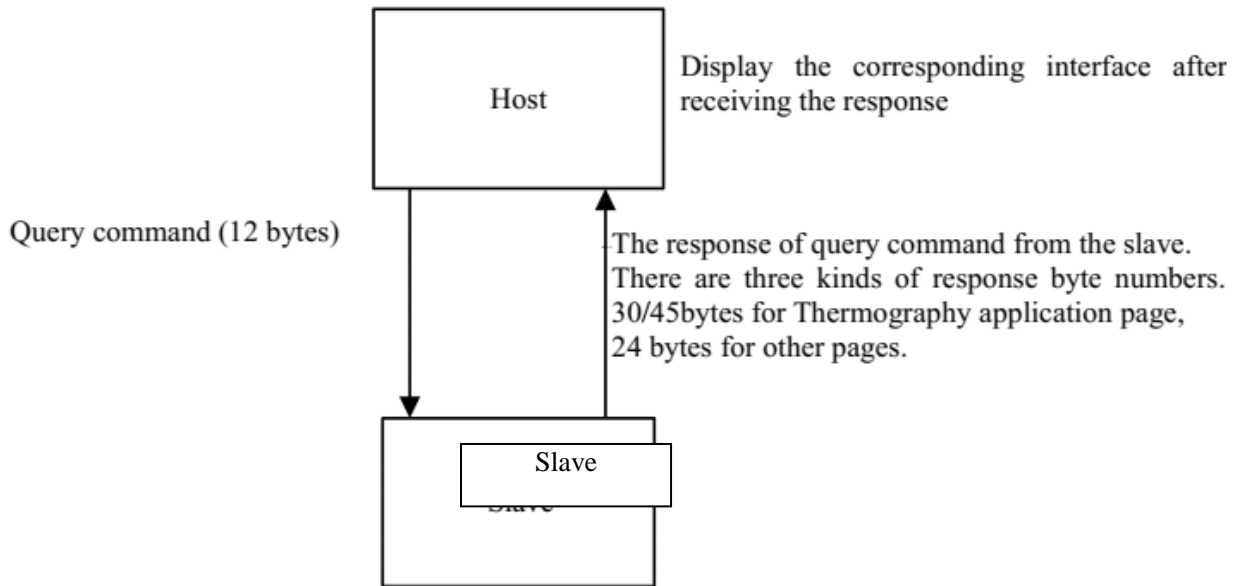 Host
Display the corresponding interface after
receiving the response
Query command (12 bytes)
The response of query command from the slave.
There are three kinds of response byte numbers.
30/45bytes for Thermography application page,
24 bytes for other pages.
Slave